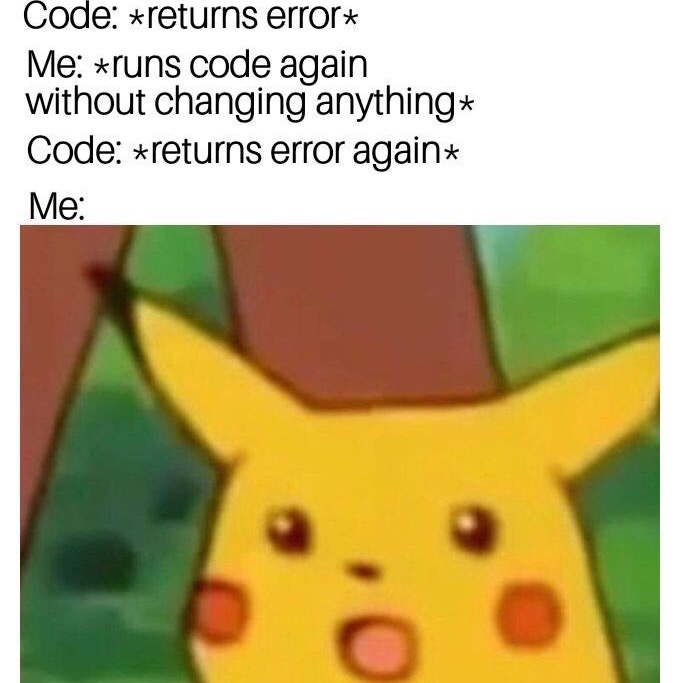 Code: *returns error*
Me: *runs code again
without changing anything*
Code: *returns error again*
Me: